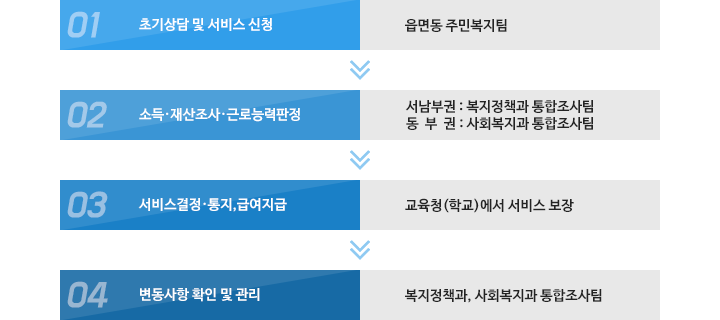 01 초기상담 및 서비스 신청 읍면동 주민복지팀
02 소득·재산조사·근로능력판정 서남부권 : 복지정책과 통합조사팀
동 부 권 : 사회복지과 통합조사팀
03 서비스결정·통지,급여지급 교육청(학교)에서 서비스 보장
04 변동사항 확인 및 관리 복지정책과, 사회복지과 통합조사팀